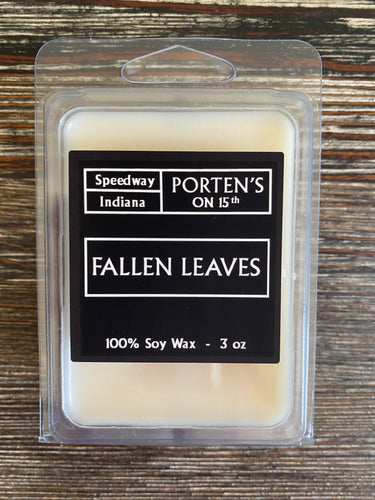 Speedway
Indiana
PORTEN'S
ON 15th
FALLEN LEAVES
100% Soy Wax - 3 oz